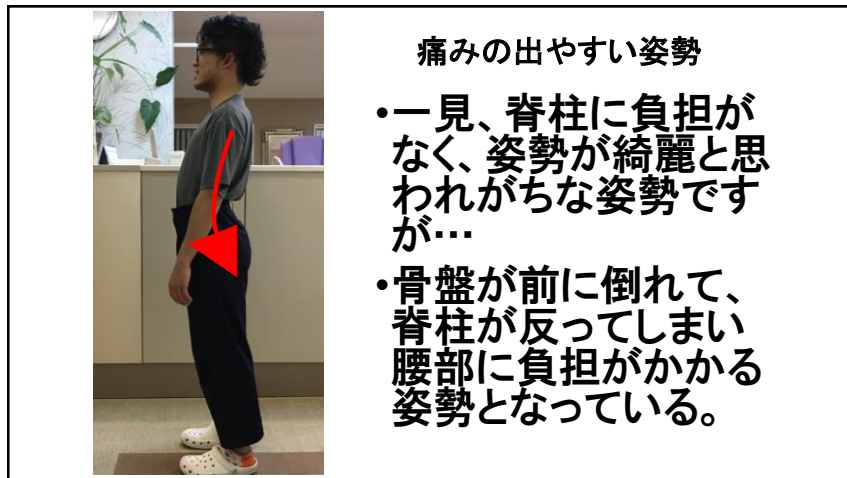 痛みの出やすい姿勢
•一見、脊柱に負担が
なく、姿勢が綺麗と思
われがちな姿勢です
が…
•骨盤が前に倒れて、
脊柱が反ってしまい
腰部に負担がかかる
姿勢となっている。